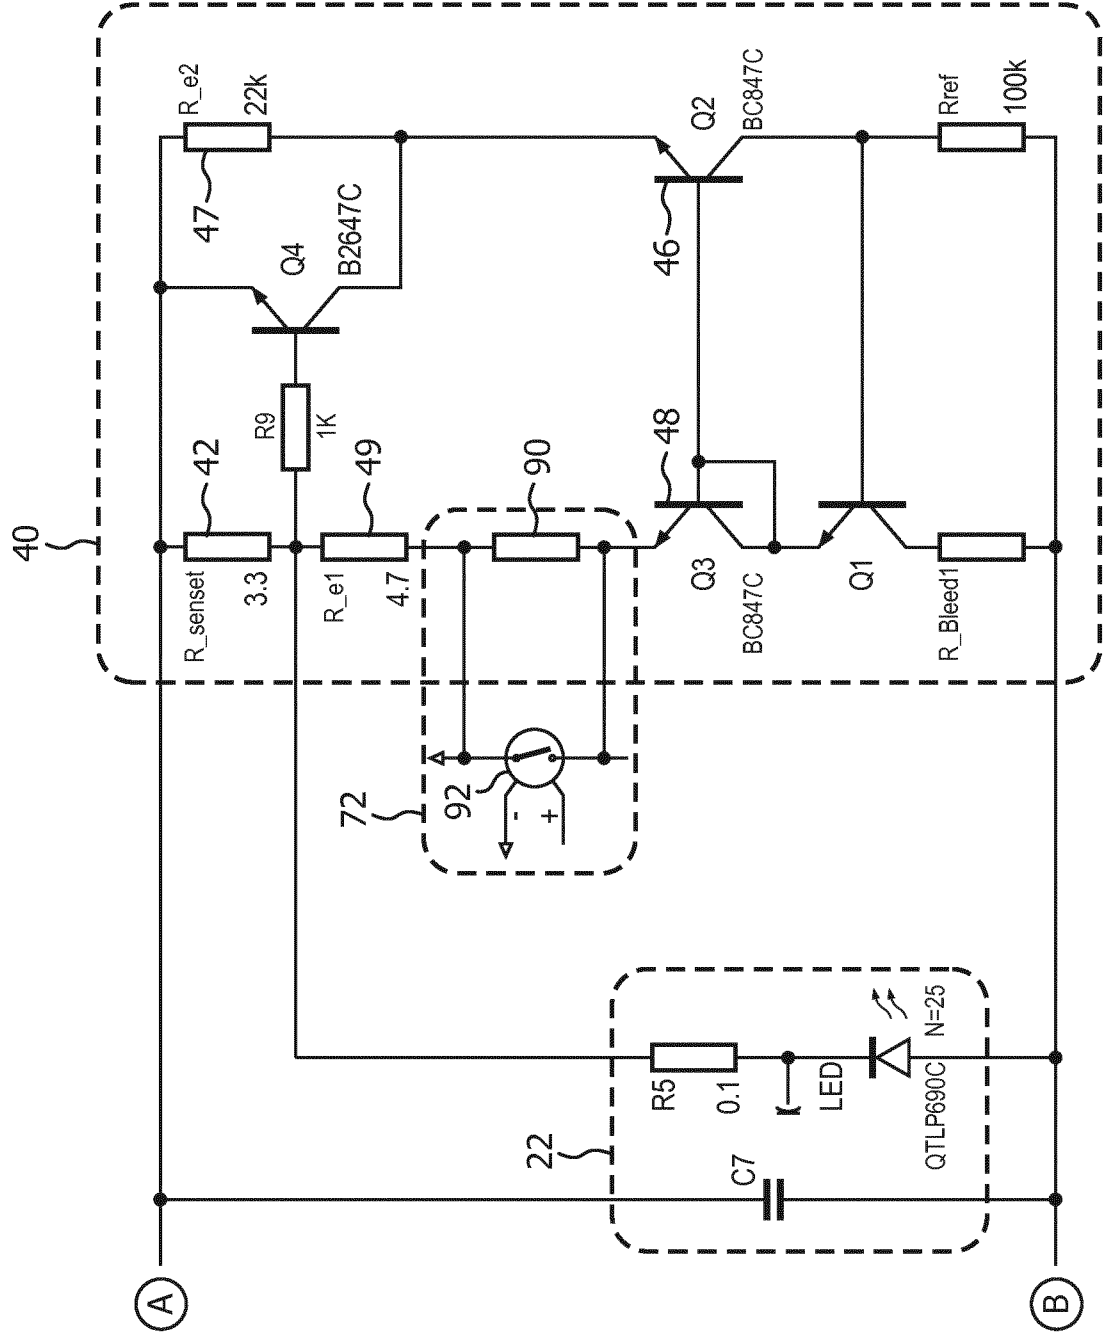 40
R_e2
22k
47
Q4
B2647C
Q2
BC847C
46
Rref
100k
42
R_senset
3.3
R9
1K
49
R_e1
4.7
90
48
Q3
BC847C
Q1
R_Bleed1
72
92
-
+
22
R5
0.1
LED
N=25
QTLP690C
C7
A
B